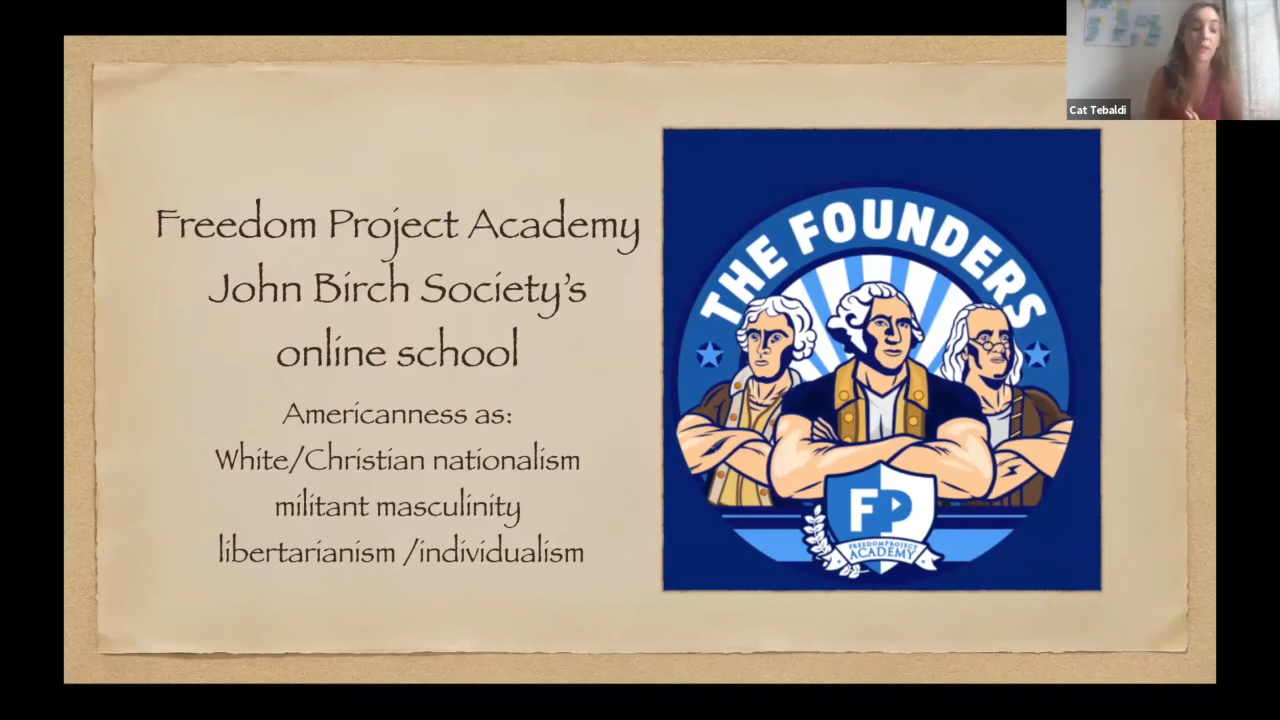 Cat Tebaldi
Freedom Project Academy
John Birch Society's
online school
Americanness as:
White/Christian nationalism
militant masculinity
libertarianism /individualism
THE FOUNDERS
FP
FREEDOMPROJECT
ACADEMY